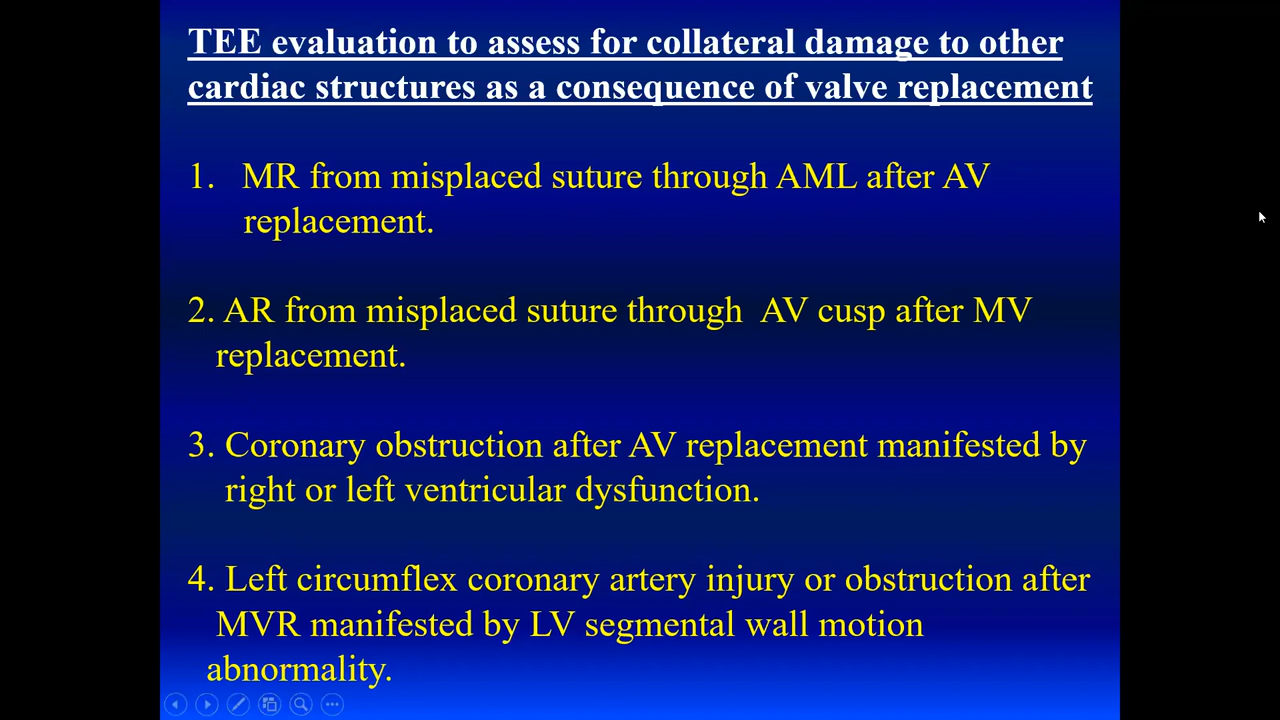 TEE evaluation to assess for collateral damage to other
cardiac structures as a consequence of valve replacement
1. MR from misplaced suture through AML after AV
replacement.
2. AR from misplaced suture through AV cusp after MV
replacement.
3. Coronary obstruction after AV replacement manifested by
right or left ventricular dysfunction.
4. Left circumflex coronary artery injury or obstruction after
MVR manifested by LV segmental wall motion
abnormality.